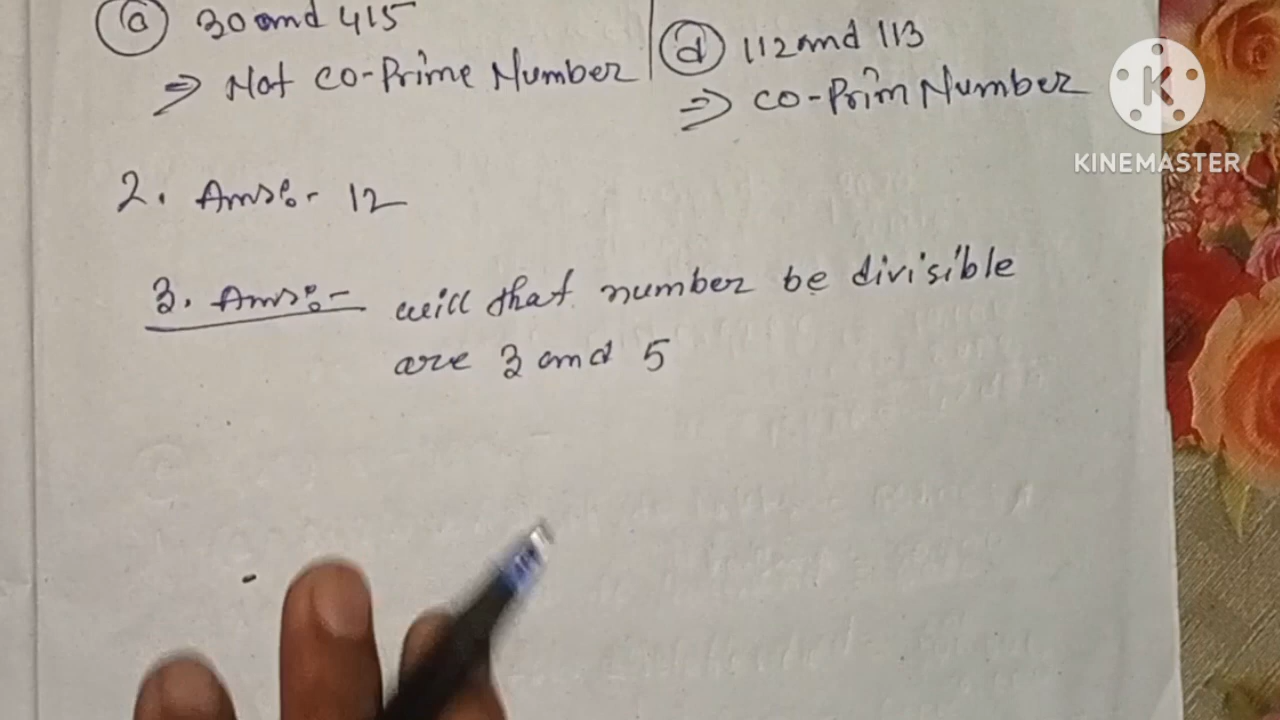 (a) 30 and 415
⇒ Not co-Prime Number
(d) 112 and 113
⇒ co-Prim Number
KINEMASTER
2. Ans:- 12
3. Ans:- will that number be divisible
are 3 and 5